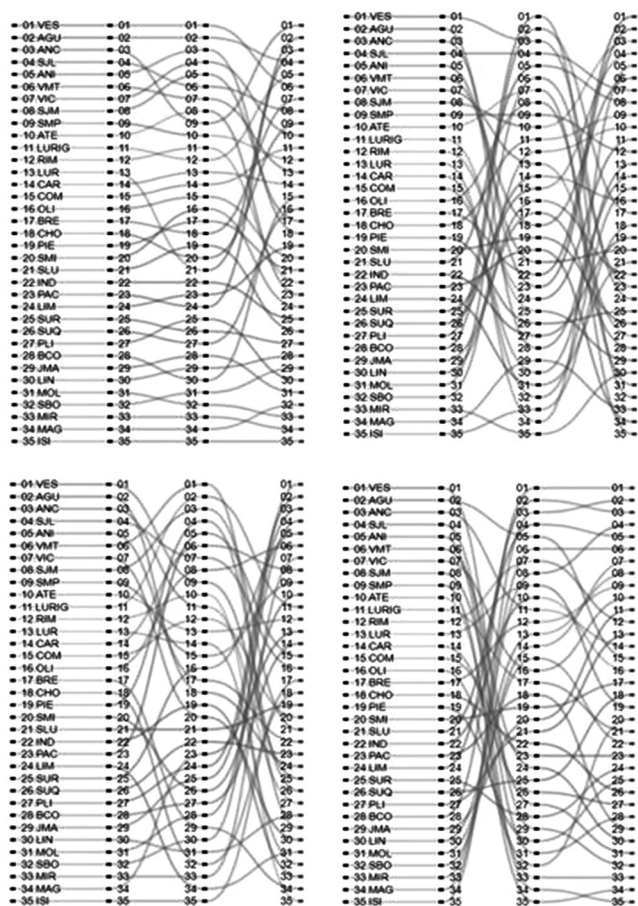 01 VES 01 01 01
02 AGU 02 02 02
03 ANC 03 03 03
04 SJL 04 04 04
05 ANI 05 05 05
06 VMT 06 06 06
07 VIC 07 07 07
08 SJM 08 08 08
09 SMP 09 09 09
10 ATE 10 10 10
11 LURIG 11 11 11
12 RIM 12 12 12
13 LUR 13 13 13
14 CAR 14 14 14
15 COM 15 15 15
16 OLI 16 16 16
17 BRE 17 17 17
18 CHO 18 18 18
19 PIE 19 19 19
20 SMI 20 20 20
21 SLU 21 21 21
22 IND 22 22 22
23 PAC 23 23 23
24 LIM 24 24 24
25 SUR 25 25 25
26 SUQ 26 26 26
27 PLI 27 27 27
28 BCO 28 28 28
29 JMA 29 29 29
30 LIN 30 30 30
31 MOL 31 31 31
32 SBO 32 32 32
33 MIR 33 33 33
34 MAG 34 34 34
35 ISI 35 35 35
01 VES 01 01 01
02 AGU 02 02 02
03 ANC 03 03 03
04 SJL 04 04 04
05 ANI 05 05 05
06 VMT 06 06 06
07 VIC 07 07 07
08 SJM 08 08 08
09 SMP 09 09 09
10 ATE 10 10 10
11 LURIG 11 11 11
12 RIM 12 12 12
13 LUR 13 13 13
14 CAR 14 14 14
15 COM 15 15 15
16 OLI 16 16 16
17 BRE 17 17 17
18 CHO 18 18 18
19 PIE 19 19 19
20 SMI 20 20 20
21 SLU 21 21 21
22 IND 22 22 22
23 PAC 23 23 23
24 LIM 24 24 24
25 SUR 25 25 25
26 SUQ 26 26 26
27 PLI 27 27 27
28 BCO 28 28 28
29 JMA 29 29 29
30 LIN 30 30 30
31 MOL 31 31 31
32 SBO 32 32 32
33 MIR 33 33 33
34 MAG 34 34 34
35 ISI 35 35 35
01 VES 01 01 01
02 AGU 02 02 02
03 ANC 03 03 03
04 SJL 04 04 04
05 ANI 05 05 05
06 VMT 06 06 06
07 VIC 07 07 07
08 SJM 08 08 08
09 SMP 09 09 09
10 ATE 10 10 10
11 LURIG 11 11 11
12 RIM 12 12 12
13 LUR 13 13 13
14 CAR 14 14 14
15 COM 15 15 15
16 OLI 16 16 16
17 BRE 17 17 17
18 CHO 18 18 18
19 PIE 19 19 19
20 SMI 20 20 20
21 SLU 21 21 21
22 IND 22 22 22
23 PAC 23 23 23
24 LIM 24 24 24
25 SUR 25 25 25
26 SUQ 26 26 26
27 PLI 27 27 27
28 BCO 28 28 28
29 JMA 29 29 29
30 LIN 30 30 30
31 MOL 31 31 31
32 SBO 32 32 32
33 MIR 33 33 33
34 MAG 34 34 34
35 ISI 35 35 35
01 VES 01 01 01
02 AGU 02 02 02
03 ANC 03 03 03
04 SJL 04 04 04
05 ANI 05 05 05
06 VMT 06 06 06
07 VIC 07 07 07
08 SJM 08 08 08
09 SMP 09 09 09
10 ATE 10 10 10
11 LURIG 11 11 11
12 RIM 12 12 12
13 LUR 13 13 13
14 CAR 14 14 14
15 COM 15 15 15
16 OLI 16 16 16
17 BRE 17 17 17
18 CHO 18 18 18
19 PIE 19 19 19
20 SMI 20 20 20
21 SLU 21 21 21
22 IND 22 22 22
23 PAC 23 23 23
24 LIM 24 24 24
25 SUR 25 25 25
26 SUQ 26 26 26
27 PLI 27 27 27
28 BCO 28 28 28
29 JMA 29 29 29
30 LIN 30 30 30
31 MOL 31 31 31
32 SBO 32 32 32
33 MIR 33 33 33
34 MAG 34 34 34
35 ISI 35 35 35